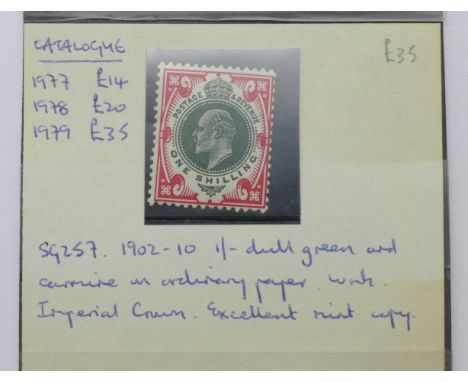 CATALOGUE
£35
1977 £14
1978 £20
1979 £35
POSTAGE & REVENUE
ONE SHILLING
SG257. 1902-10 1/- dull green and
carmine on ordinary paper. Wmk.
Imperial Crown. Excellent mint copy.